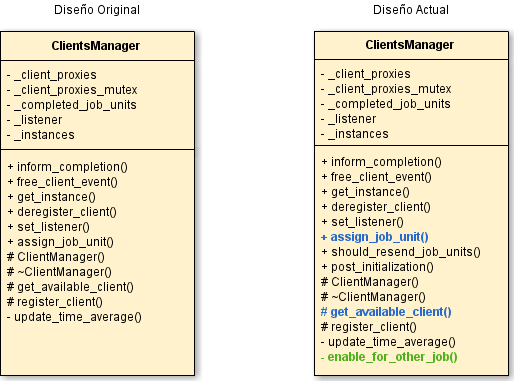 Diseño Original
ClientsManager
- _client_proxies
- _client_proxies_mutex
- _completed_job_units
- _listener
- _instances
+ inform_completion()
+ free_client_event()
+ get_instance()
+ deregister_client()
+ set_listener()
+ assign_job_unit()
# ClientManager()
# ~ClientManager()
# get_available_client()
# register_client()
- update_time_average()
Diseño Actual
ClientsManager
- _client_proxies
- _client_proxies_mutex
- _completed_job_units
- _listener
- _instances
+ inform_completion()
+ free_client_event()
+ get_instance()
+ deregister_client()
+ set_listener()
+ assign_job_unit()
+ should_resend_job_units()
+ post_initialization()
# ClientManager()
# ~ClientManager()
# get_available_client()
# register_client()
- update_time_average()
- enable_for_other_job()